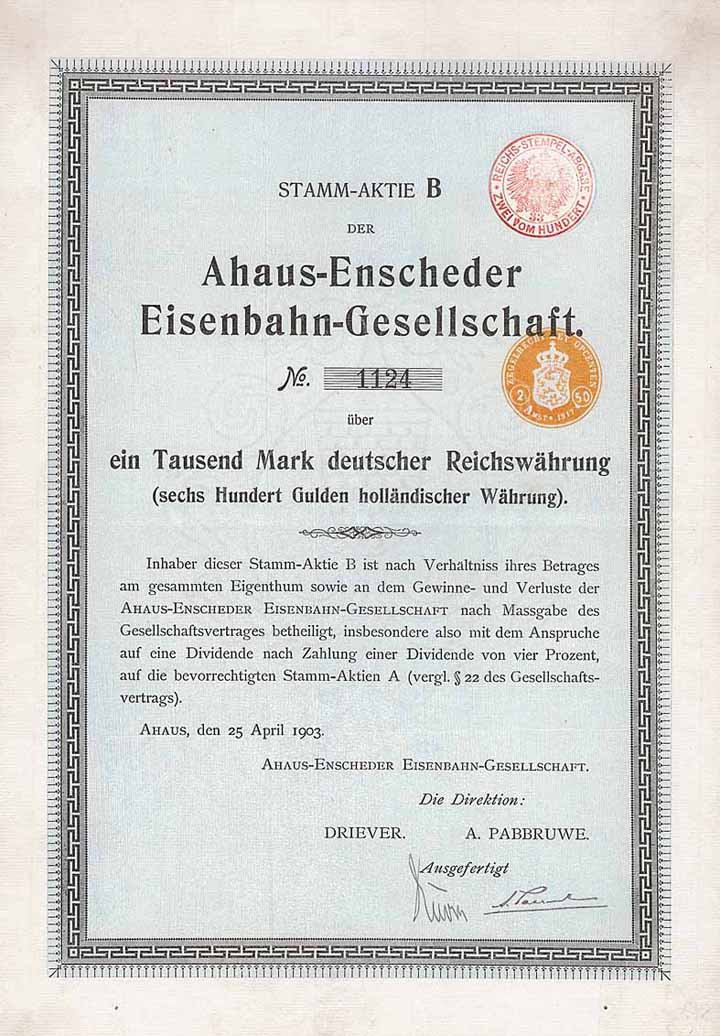 STAMM-AKTIE B
REICHS-STEMPEL-ABGABE
ZWEI VOM HUNDERT
33
DER
Ahaus-Enscheder
Eisenbahn-Gesellschaft.
No. 1124
2 50
AMST. 1917
über
ein Tausend Mark deutscher Reichswährung
(sechs Hundert Gulden holländischer Währung).
Inhaber dieser Stamm-Aktie B ist nach Verhältniss ihres Betrages
am gesammten Eigenthum sowie an dem Gewinne- und Verluste der
AHAUS-ENSCHEDER EISENBAHN-GESELLSCHAFT nach Massgabe des
Gesellschaftsvertrages betheiligt, insbesondere also mit dem Anspruche
auf eine Dividende nach Zahlung einer Dividende von vier Prozent,
auf die bevorrechtigten Stamm-Aktien A (vergl. § 22 des Gesellschafts-
vertrags).
AHAUS, den 25 April 1903.
AHAUS-ENSCHEDER EISENBAHN-GESELLSCHAFT.
Die Direktion:
DRIEVER. A. PABBRUWE.
Ausgefertigt